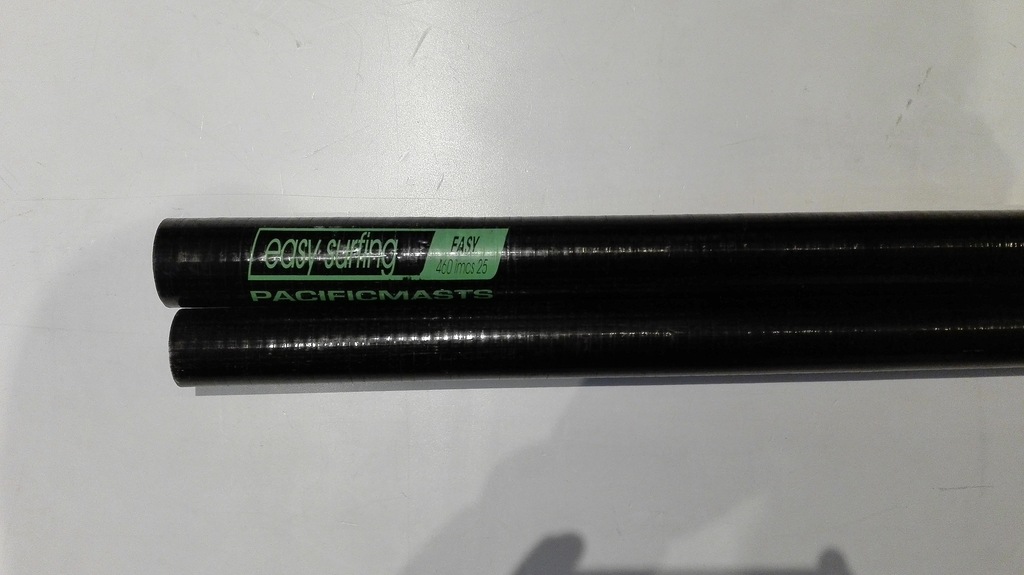 easy surfing
EASY
460 imcs 25
PACIFICMASTS